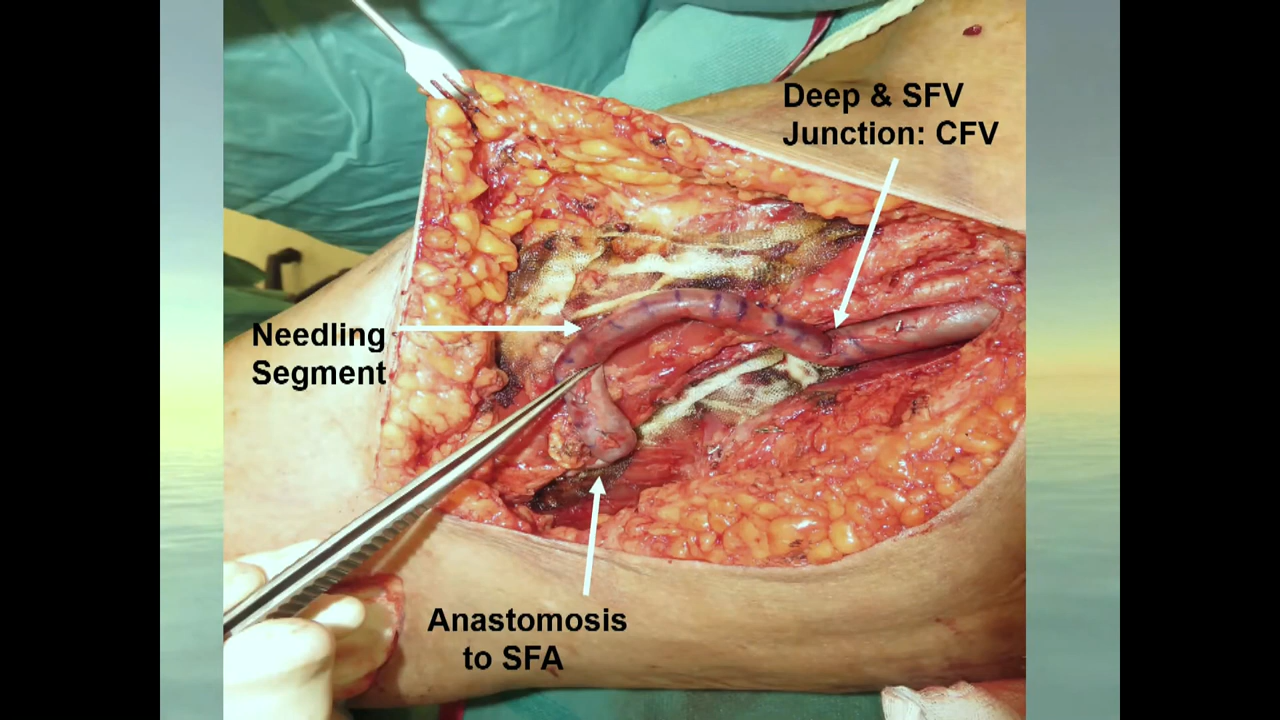 Deep & SFV
Junction: CFV
Needling
Segment
Anastomosis
to SFA